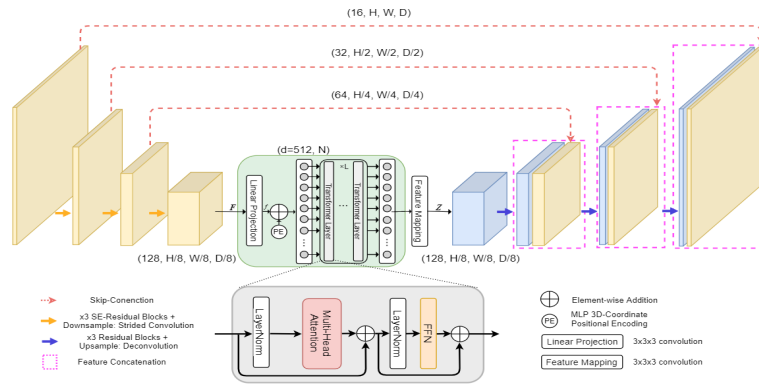 (16, H, W, D)
(32, H/2, W/2, D/2)
(64, H/4, W/4, D/4)
(d=512, N)
F
Linear Projection
f
PE
×L
Transformer Layer
...
Transformer Layer
...
...
...
Feature Mapping
Z
(128, H/8, W/8, D/8)
(128, H/8, W/8, D/8)
LayerNorm
Multi-Head
Attention
LayerNorm
FFN
Skip-Conenction
x3 SE-Residual Blocks +
Downsample: Strided Convolution
x3 Residual Blocks +
Upsample: Deconvolution
Feature Concatenation
Element-wise Addition
PE
MLP 3D-Coordinate
Positional Encoding
Linear Projection
3x3x3 convolution
Feature Mapping
3x3x3 convolution